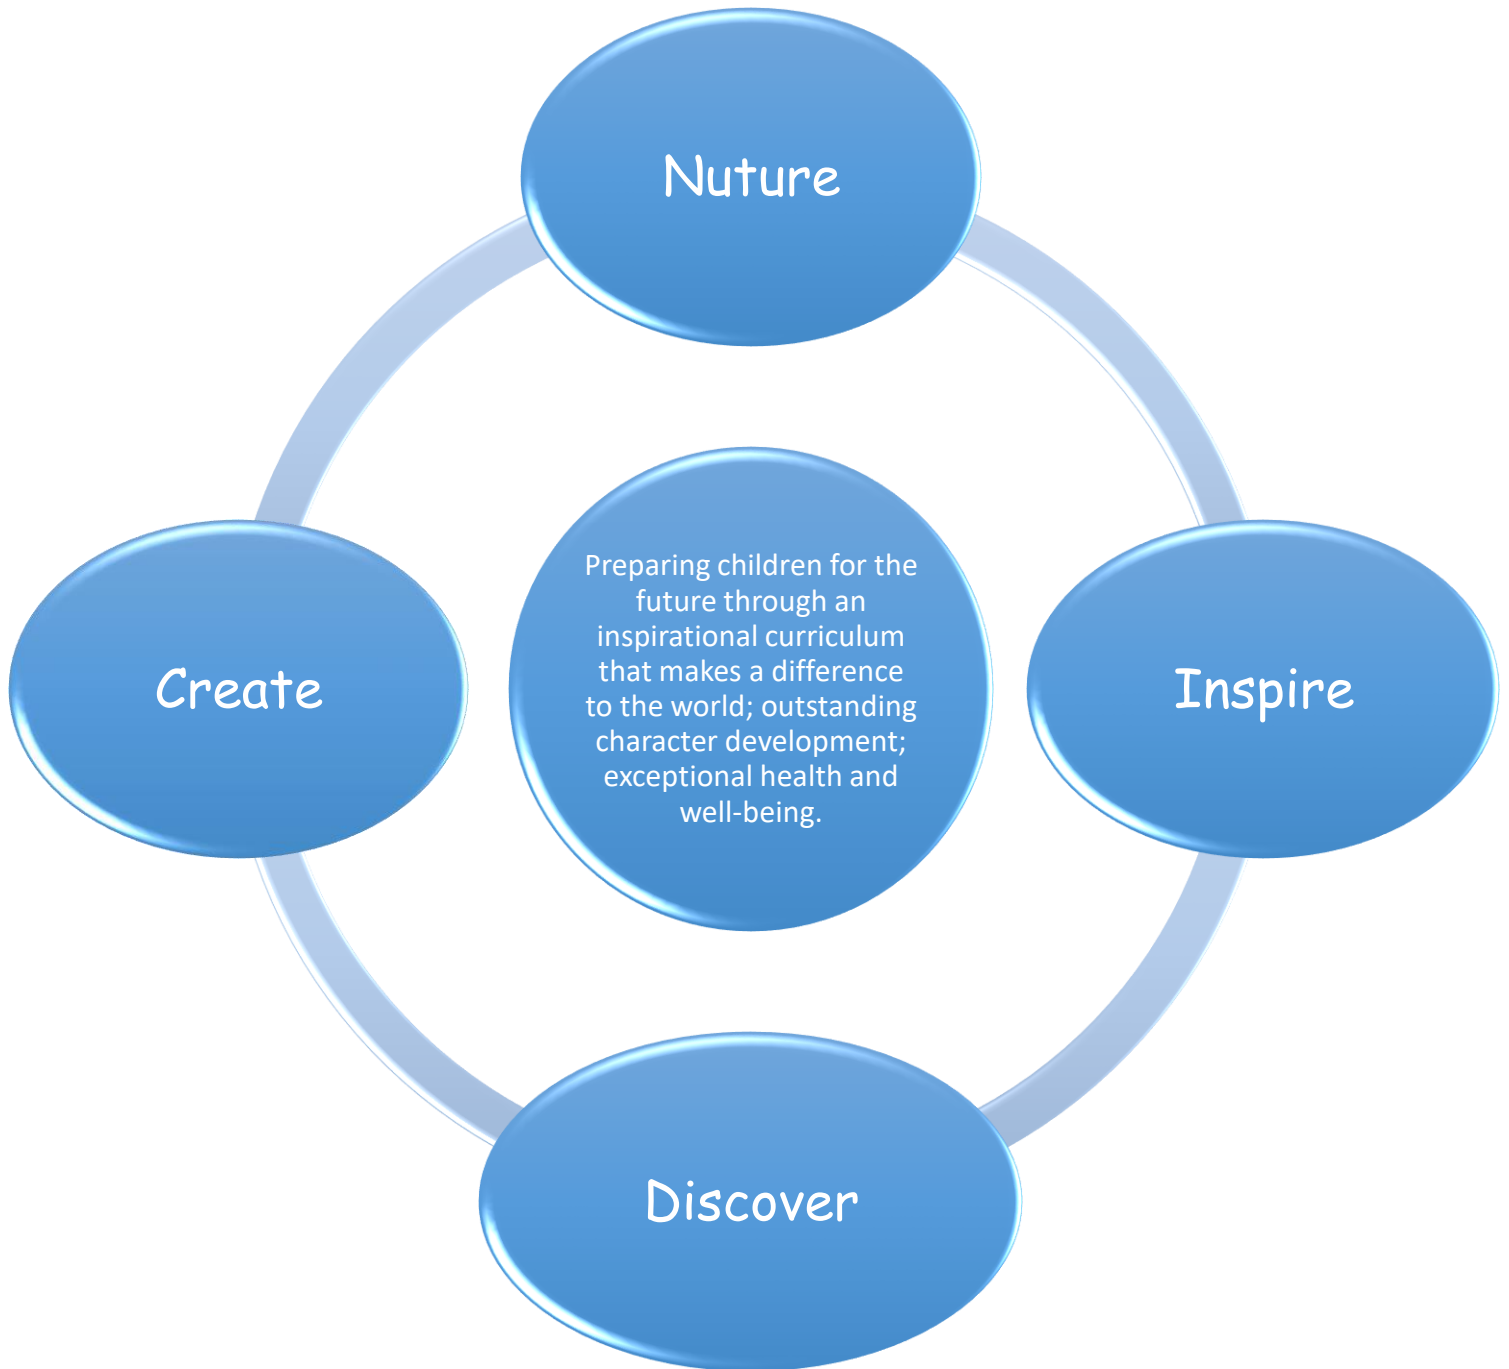 Nuture
Create
Preparing children for the
future through an
inspirational curriculum
that makes a difference
to the world; outstanding
character development;
exceptional health and
well-being.
Inspire
Discover